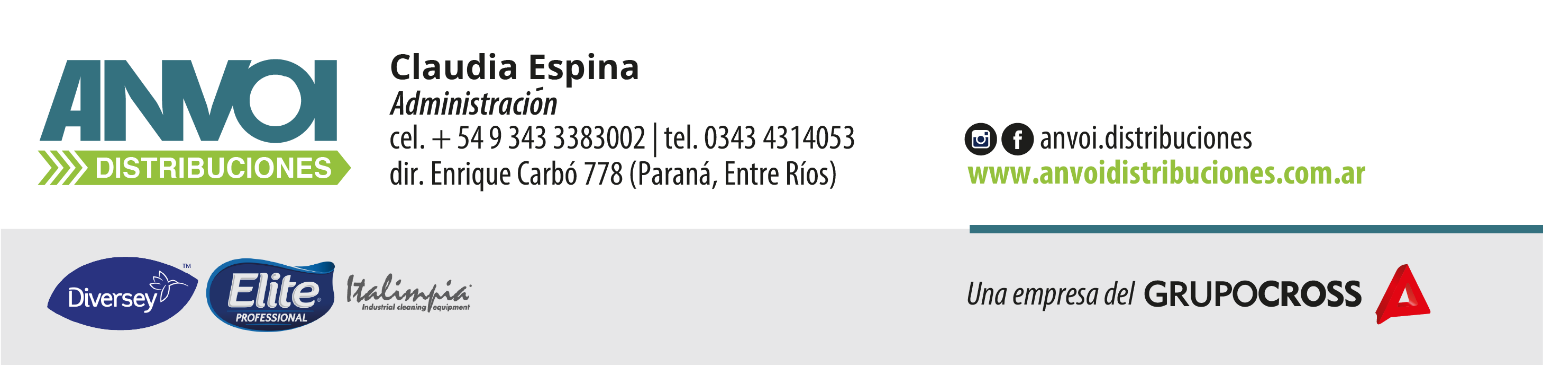 ANVOI
DISTRIBUCIONES
Claudia Espina
Administración
cel. + 54 9 343 3383002 | tel. 0343 4314053
dir. Enrique Carbó 778 (Paraná, Entre Ríos)
anvoi.distribuciones
www.anvoidistribuciones.com.ar
Diversey™
Elite®
PROFESSIONAL
Italimpia
Industrial cleaning equipment
Una empresa del GRUPOCROSS